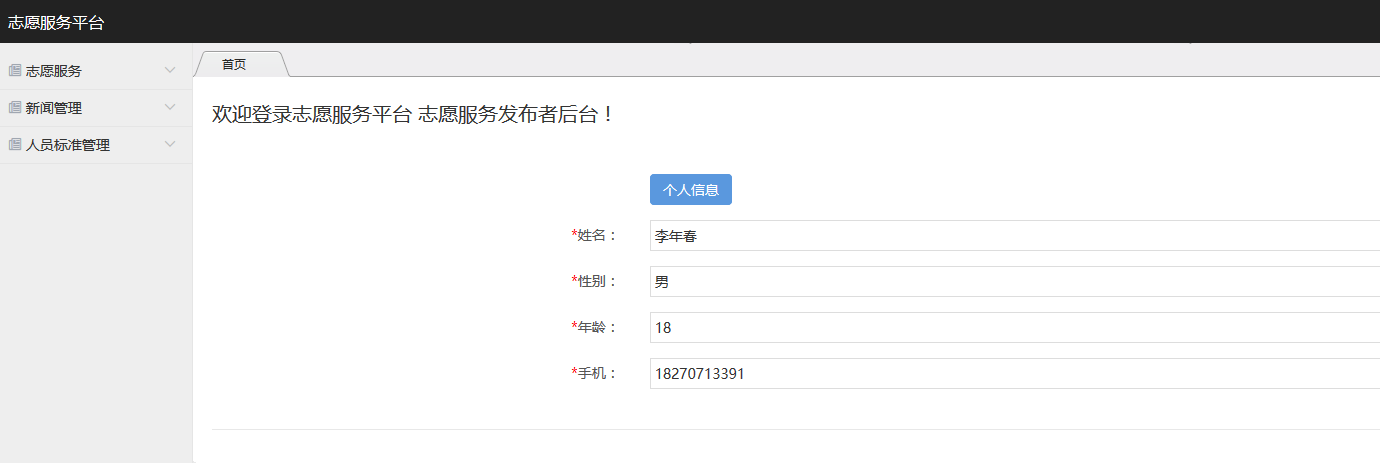 志愿服务平台
志愿服务
新闻管理
人员标准管理
首页
欢迎登录志愿服务平台 志愿服务发布者后台！
个人信息
*姓名： 李年春
*性别： 男
*年龄： 18
*手机： 18270713391